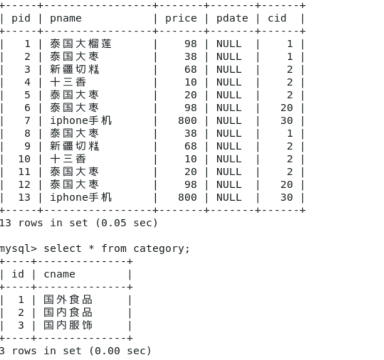 +-----+--------------+-------+-------+------+
| pid | pname | price | pdate | cid |
+-----+--------------+-------+-------+------+
| 1 | 泰国大榴莲 | 98 | NULL | 1 |
| 2 | 泰国大枣 | 38 | NULL | 1 |
| 3 | 新疆切糕 | 68 | NULL | 2 |
| 4 | 十三香 | 10 | NULL | 2 |
| 5 | 泰国大枣 | 20 | NULL | 2 |
| 6 | 泰国大枣 | 98 | NULL | 20 |
| 7 | iphone手机 | 800 | NULL | 30 |
| 8 | 泰国大枣 | 38 | NULL | 1 |
| 9 | 新疆切糕 | 68 | NULL | 2 |
| 10 | 十三香 | 10 | NULL | 2 |
| 11 | 泰国大枣 | 20 | NULL | 2 |
| 12 | 泰国大枣 | 98 | NULL | 20 |
| 13 | iphone手机 | 800 | NULL | 30 |
+-----+--------------+-------+-------+------+
13 rows in set (0.05 sec)
mysql> select * from category;
+----+--------------+
| id | cname |
+----+--------------+
| 1 | 国外食品 |
| 2 | 国内食品 |
| 3 | 国内服饰 |
+----+--------------+
3 rows in set (0.00 sec)